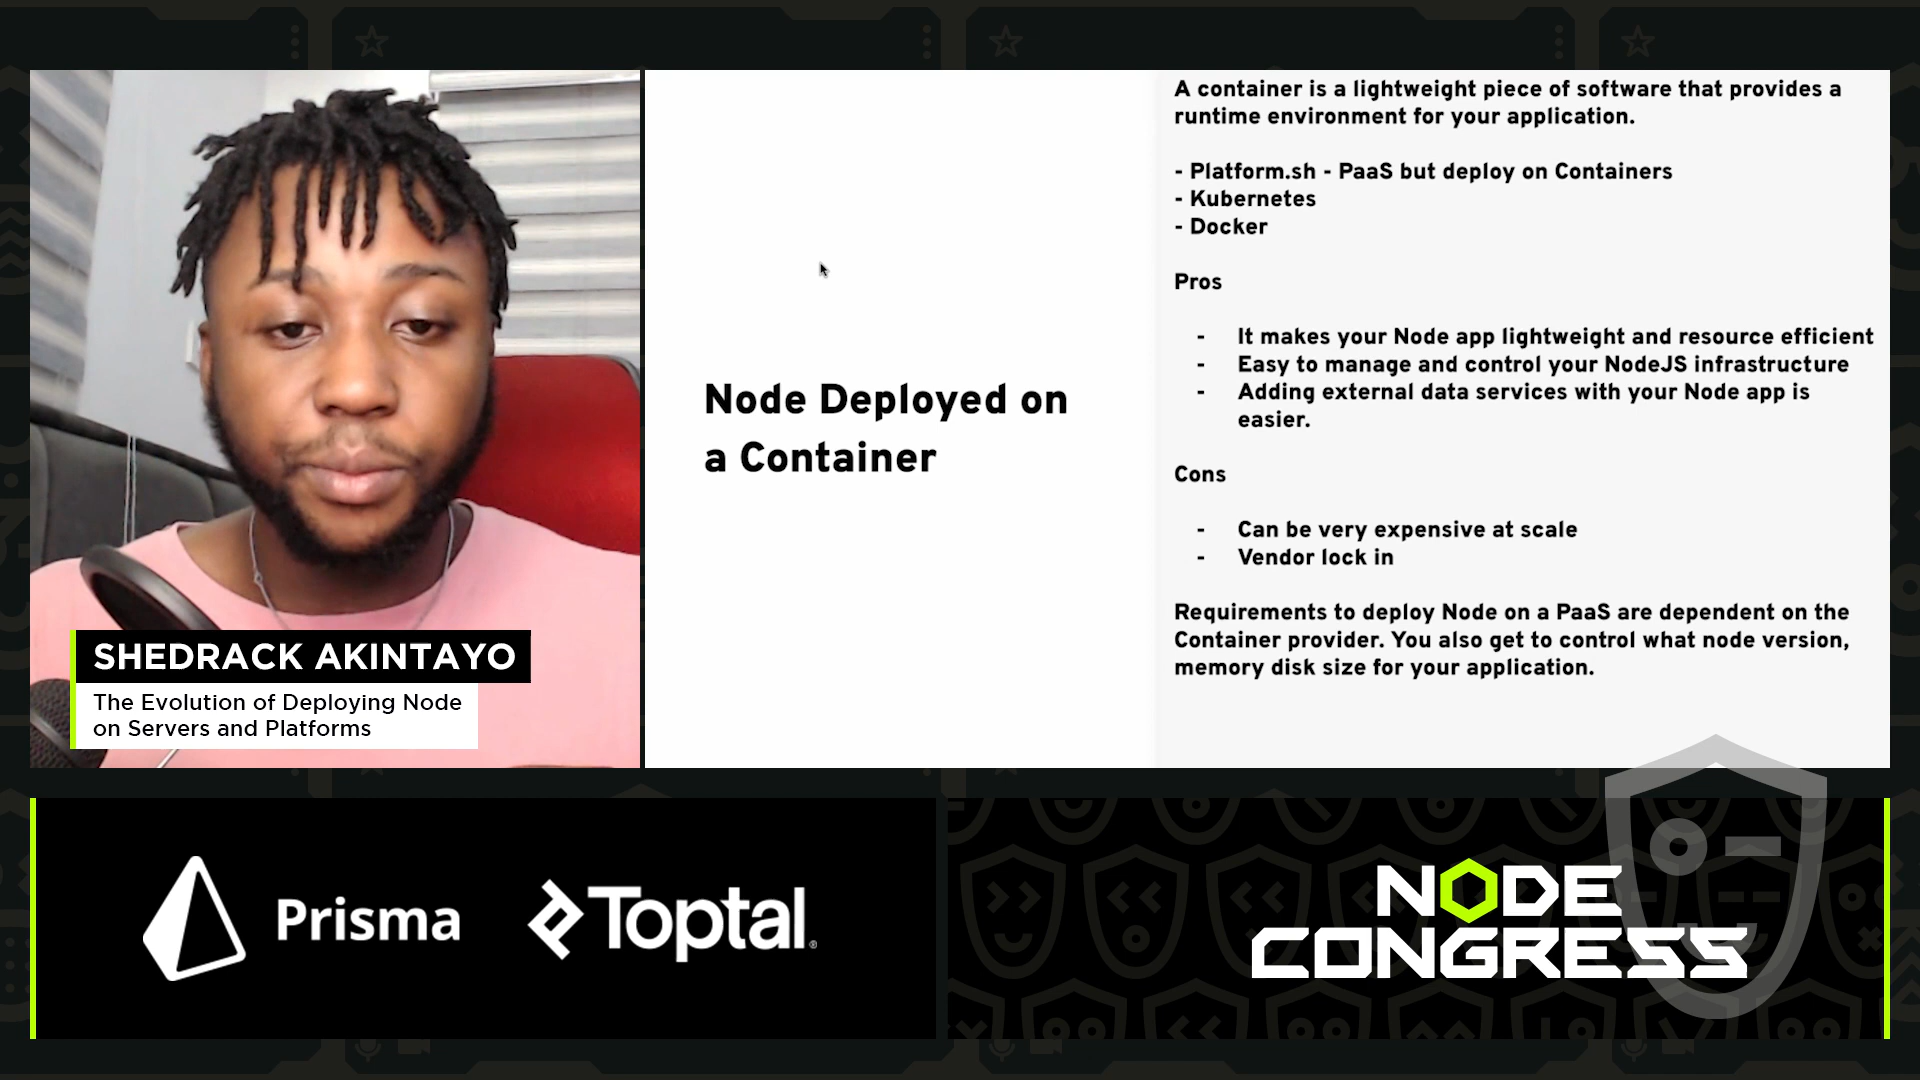 SHEDRACK AKINTAYO
The Evolution of Deploying Node
on Servers and Platforms
Node Deployed on
a Container
A container is a lightweight piece of software that provides a
runtime environment for your application.
- Platform.sh - PaaS but deploy on Containers
- Kubernetes
- Docker
Pros
- It makes your Node app lightweight and resource efficient
- Easy to manage and control your NodeJS infrastructure
- Adding external data services with your Node app is
easier.
Cons
- Can be very expensive at scale
- Vendor lock in
Requirements to deploy Node on a PaaS are dependent on the
Container provider. You also get to control what node version,
memory disk size for your application.
Prisma
Toptal®
NODE
CONGRESS